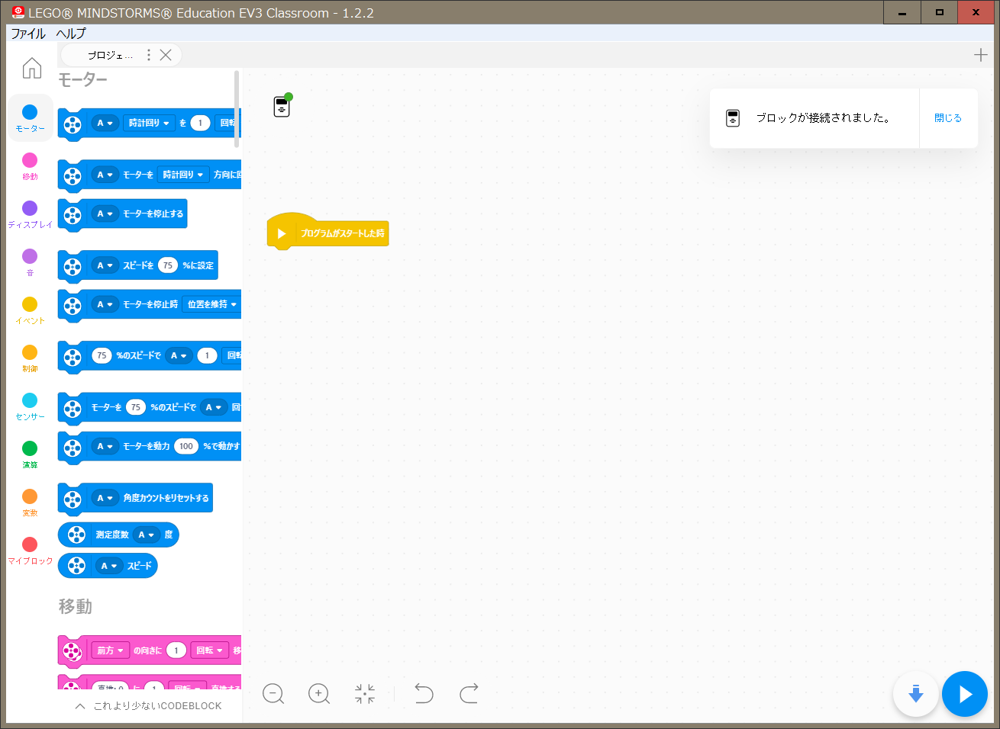 LEGO® MINDSTORMS® Education EV3 Classroom - 1.2.2
ファイル ヘルプ
プロジェ...
モーター
モーター
移動
ディスプレイ
音
イベント
制御
センサー
演算
変数
マイブロック
A 時計回り を 1 回転
A モーターを 時計回り 方向に回
A モーターを停止する
A スピードを 75 %に設定
A モーターを停止時 位置を維持
75 %のスピードで A 1 回転
モーターを 75 %のスピードで A 回
A モーターを動力 100 %で動かす
A 角度カウントをリセットする
測定度数 A 度
A スピード
移動
前方 の向きに 1 回転 移
直進: 0 に 1 回転 直進する
これより少ないCODEBLOCK
プログラムがスタートした時
ブロックが接続されました。
閉じる